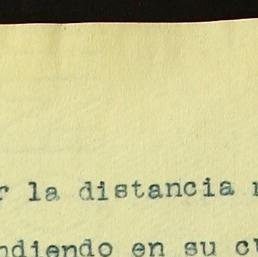 r la distancia
ndiendo en su